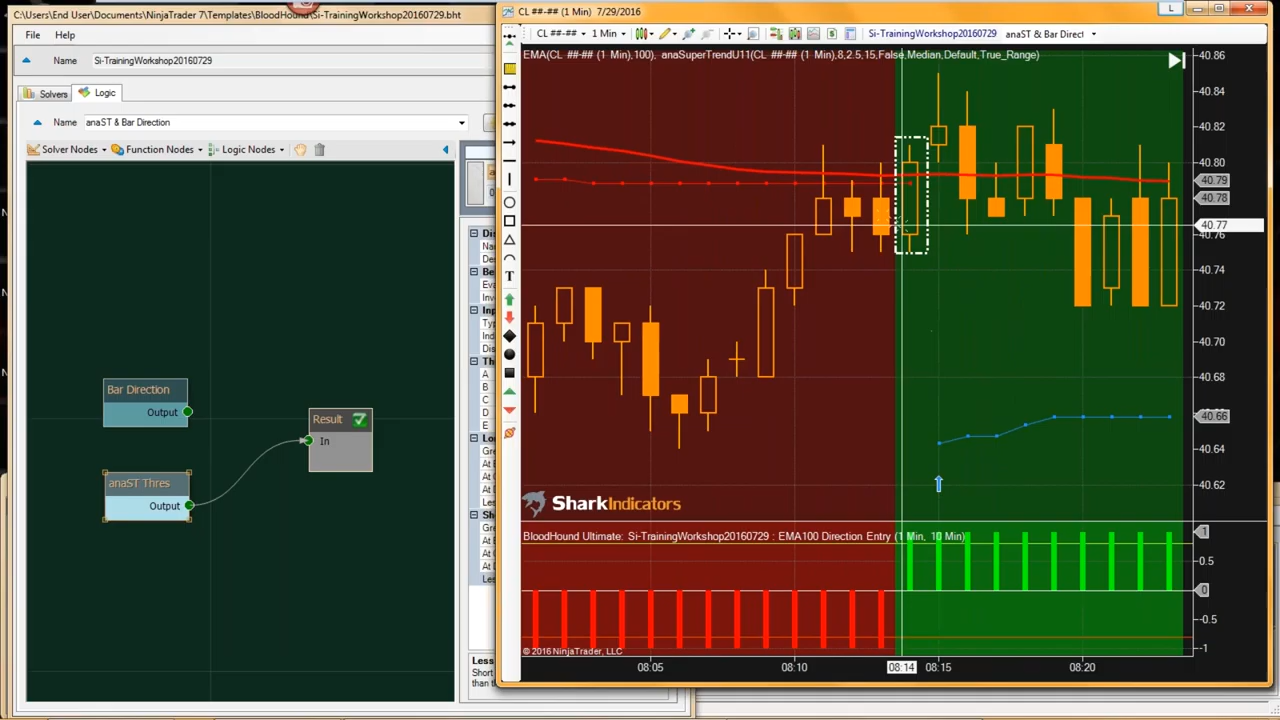 C:\Users\End User\Documents\NinjaTrader 7\Templates\BloodHound\Si-TrainingWorkshop20160729.bht
File Help
Name Si-TrainingWorkshop20160729
Solvers Logic
Name anaST & Bar Direction
Solver Nodes Function Nodes Logic Nodes
Bar Direction
Output
anaST Thres
Output
Result
In
A
B
C
D
E
CL ##-## (1 Min) 7/29/2016
L
CL ##-## 1 Min Si-TrainingWorkshop20160729 anaST & Bar Direct
EMA(CL ##-## (1 Min),100), anaSuperTrendU11(CL ##-## (1 Min),8,2.5,15,False,Median,Default,True_Range)
T
40.86
40.84
40.82
40.80
40.79
40.78
40.77
40.76
40.74
40.72
40.70
40.68
40.66
40.64
40.62
SharkIndicators
BloodHound Ultimate: Si-TrainingWorkshop20160729 : EMA100 Direction Entry (1 Min, 10 Min)
1
0.5
0
-0.5
-1
© 2016 NinjaTrader, LLC
08:05 08:10 08:14 08:15 08:20
Less
Short
than th